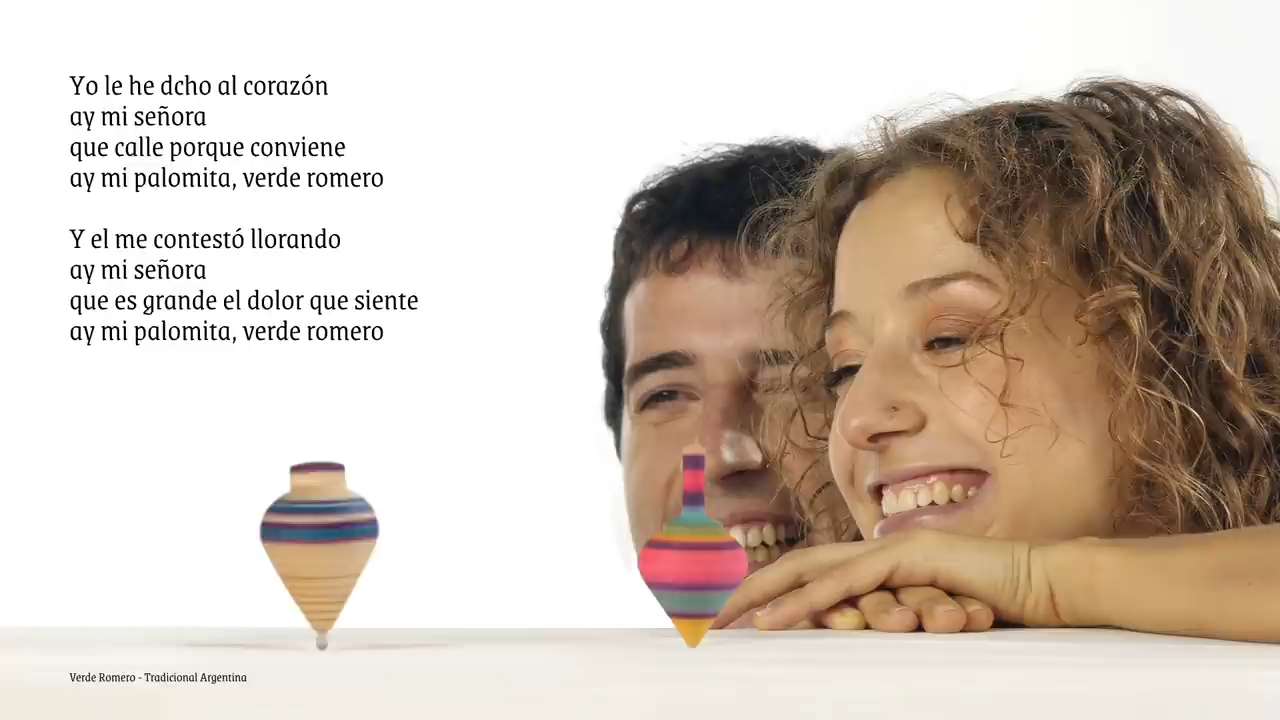 Yo le he dcho al corazón
ay mi señora
que calle porque conviene
ay mi palomita, verde romero
Y el me contestó llorando
ay mi señora
que es grande el dolor que siente
ay mi palomita, verde romero
Verde Romero - Tradicional Argentina